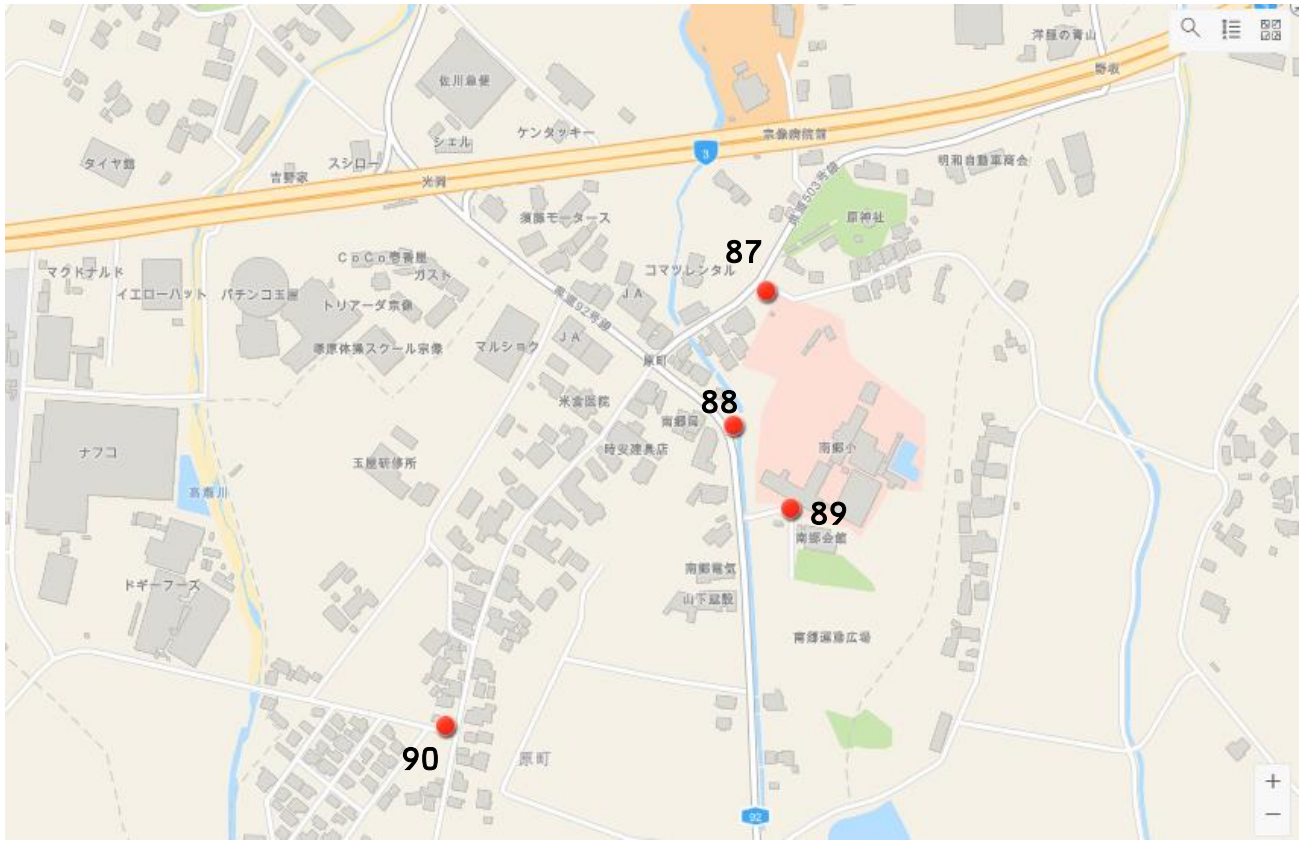 洋服の青山
野坂
佐川急便
シェル
ケンタッキー
3
宗像病院前
タイヤ館
スシロー
吉野家
光岡
明和自動車商会
県道503号線
原神社
須藤モータース
87
CoCo壱番屋
ガスト
コマツレンタル
マクドナルド
イエローハット
パチンコ玉屋
トリアーダ宗像
JA
県道92号線
塚原体操スクール宗像
マルショク
JA
原町
米倉医院
88
南郷局
時安建具店
南郷小
ナフコ
玉屋研修所
高瀬川
89
南郷会館
ドギーフーズ
南郷電気
山下建設
南郷運動広場
90
原町
92
+
−